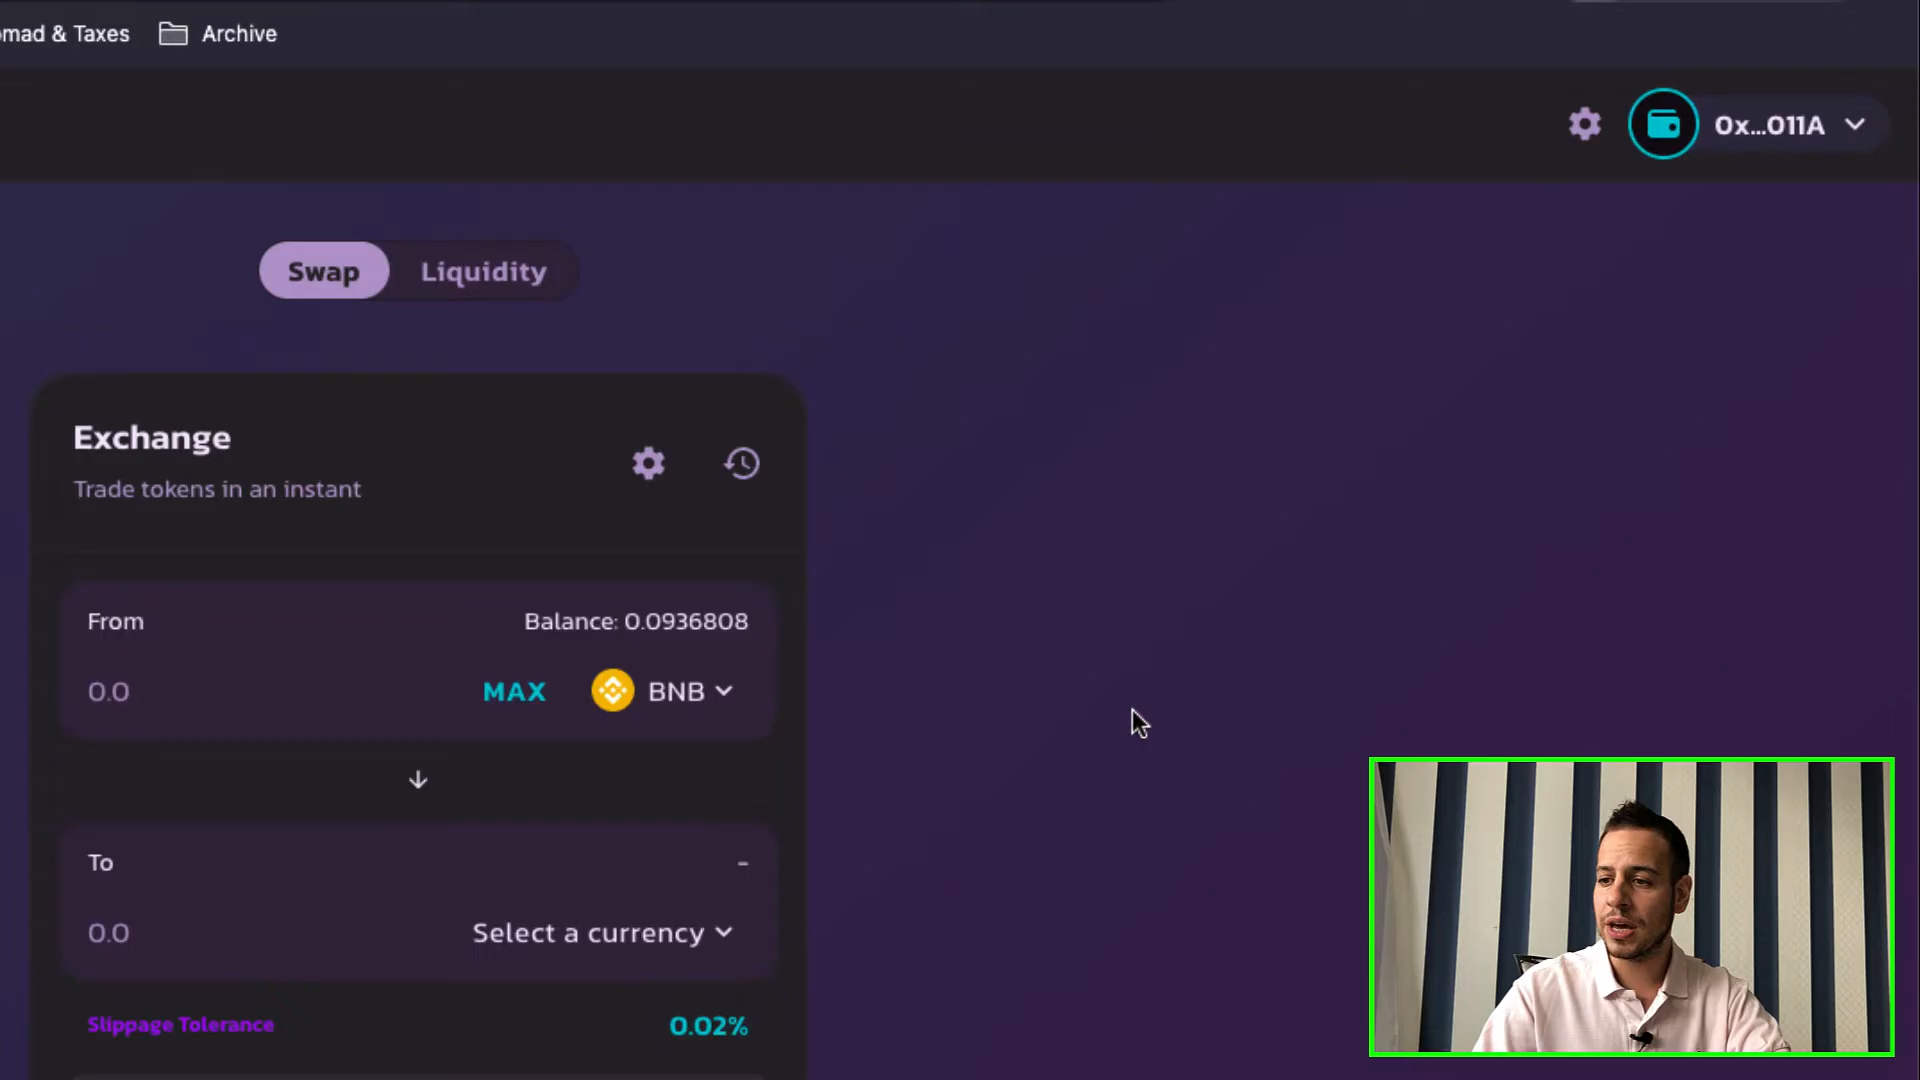 omad & Taxes
Archive
0x...011A
Swap
Liquidity
Exchange
Trade tokens in an instant
From
Balance: 0.0936808
0.0
MAX
BNB
To
-
0.0
Select a currency
Slippage Tolerance
0.02%